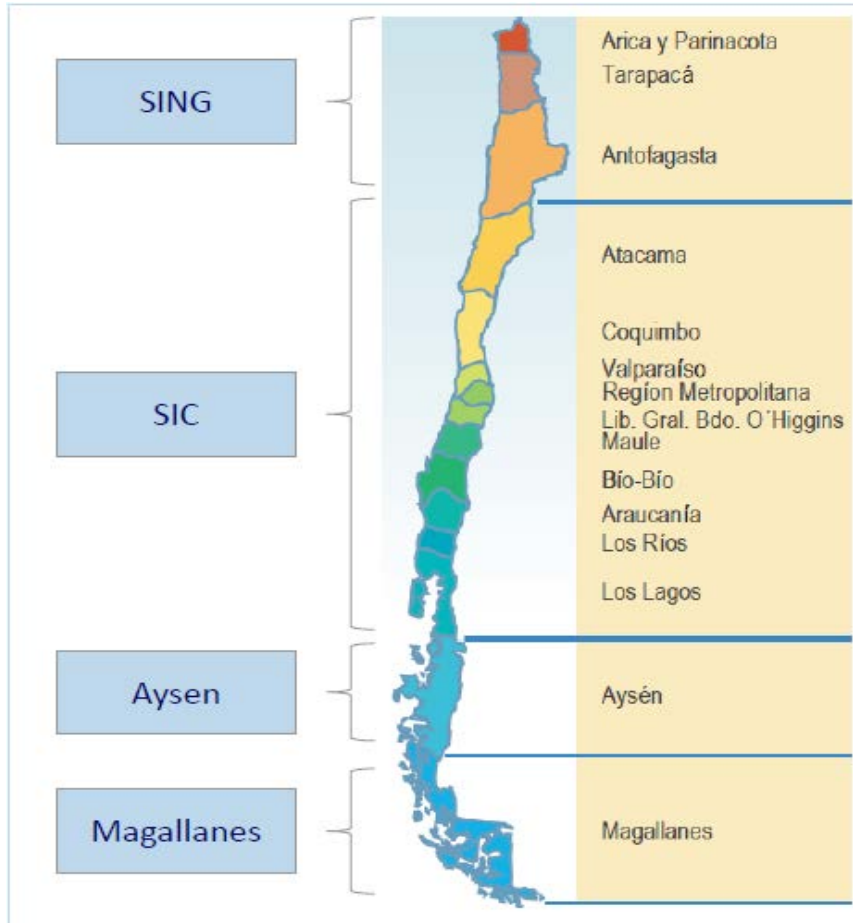 SING
Arica y Parinacota
Tarapacá
Antofagasta
SIC
Atacama
Coquimbo
Valparaíso
Regíon Metropolitana
Lib. Gral. Bdo. O´Higgins
Maule
Bío-Bío
Araucanía
Los Ríos
Los Lagos
Aysen
Aysén
Magallanes
Magallanes